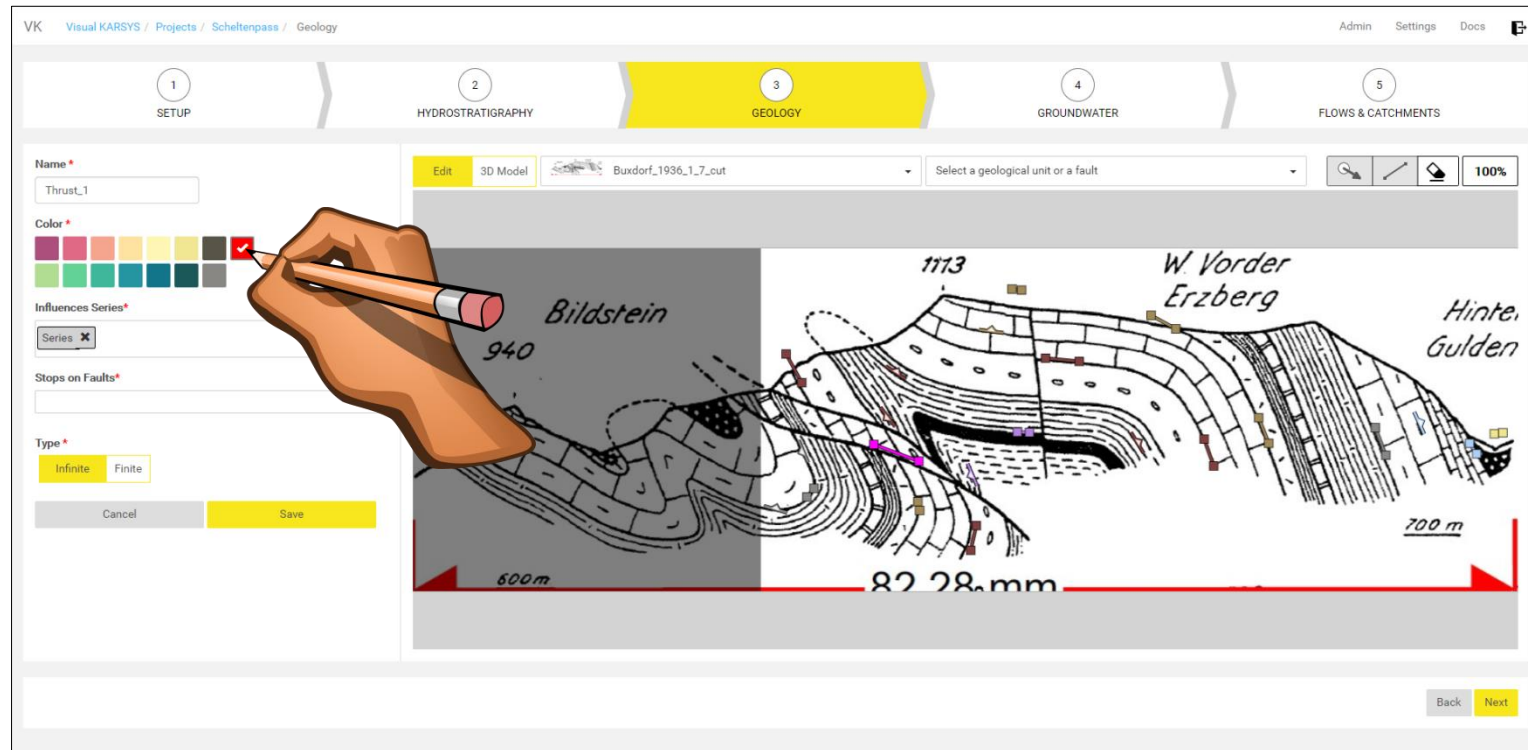 VK Visual KARSYS / Projects / Scheltenpass / Geology Admin Settings Docs
1 2 3 4 5
SETUP HYDROSTRATIGRAPHY GEOLOGY GROUNDWATER FLOWS & CATCHMENTS
Name *
Thrust_1
Color *
Influences Series*
Series ✖
Stops on Faults*
Type *
Infinite Finite
Cancel Save
Edit 3D Model Buxdorf_1936_1_7_cut Select a geological unit or a fault 100%
Bildstein
940
1113
W. Vorder
Erzberg
Hinter
Gulden
700 m
600 m
82,28 mm
Back Next